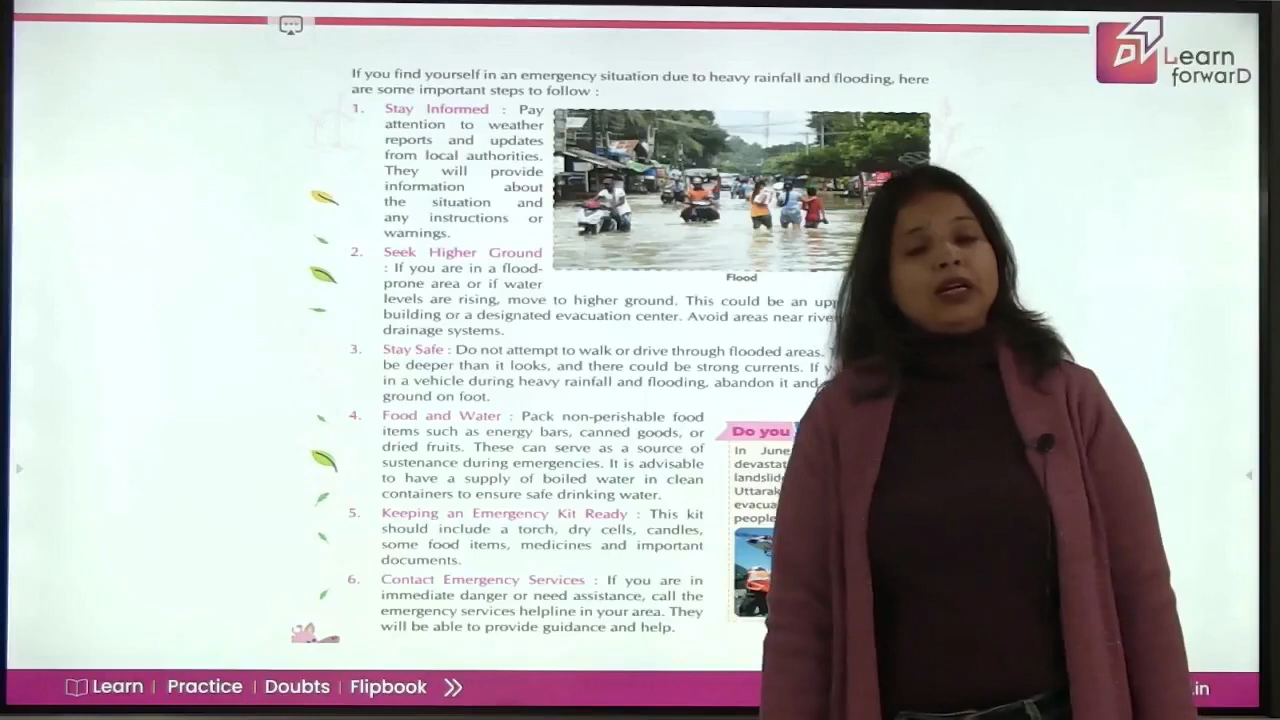 Learn
forwarD
If you find yourself in an emergency situation due to heavy rainfall and flooding, here
are some important steps to follow :
1. Stay Informed : Pay
attention to weather
reports and updates
from local authorities.
They will provide
information about
the situation and
any instructions or
warnings.
Flood
2. Seek Higher Ground
: If you are in a flood-
prone area or if water
levels are rising, move to higher ground. This could be an
building or a designated evacuation center. Avoid areas near
drainage systems.
3. Stay Safe : Do not attempt to walk or drive through flooded areas.
be deeper than it looks, and there could be strong currents. If
in a vehicle during heavy rainfall and flooding, abandon it and
ground on foot.
4. Food and Water : Pack non-perishable food
items such as energy bars, canned goods, or
dried fruits. These can serve as a source of
sustenance during emergencies. It is advisable
to have a supply of boiled water in clean
containers to ensure safe drinking water.
5. Keeping an Emergency Kit Ready : This kit
should include a torch, dry cells, candles,
some food items, medicines and important
documents.
6. Contact Emergency Services : If you are in
immediate danger or need assistance, call the
emergency services helpline in your area. They
will be able to provide guidance and help.
Do you
In June
people
Learn | Practice | Doubts | Flipbook
.in